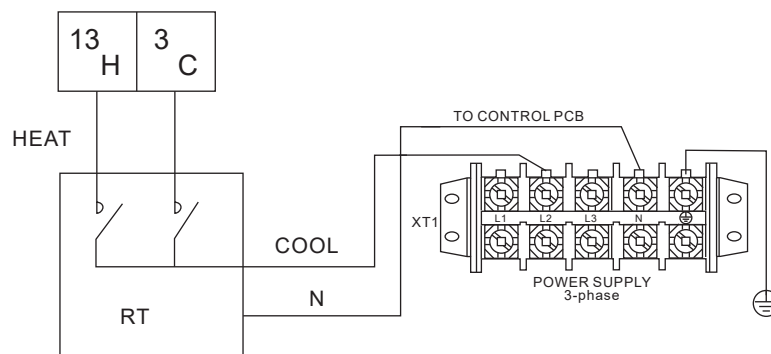 13 3
H C
TO CONTROL PCB
HEAT
L1 L2 L3 N
XT1
COOL
POWER SUPPLY
3-phase
N
RT